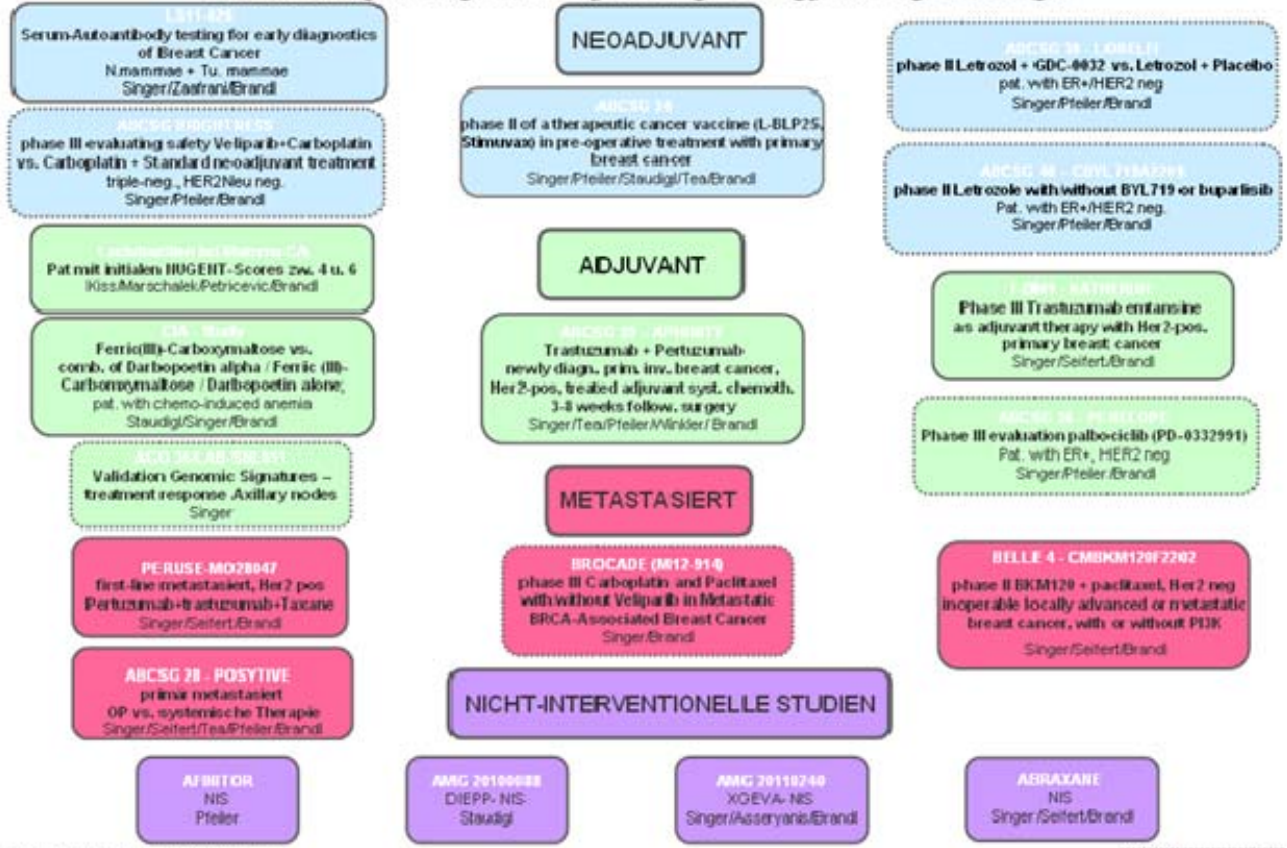 Serum-Autoantibody testing for early diagnostics
of Breast Cancer
N.mammae + Tu. mammae
Singer/Zaafrani/Brandl
phase III evaluating safety Veliparib+Carboplatin
vs. Carboplatin + Standard neoadjuvant treatment
triple-neg., HER2Neu neg.
Singer/Pfeiler/Brandl
Pat mit initialen NUGENT-Scores zw. 4 u. 6
Kiss/Marschalek/Petricevic/Brandl
CIA - Study
Ferric(III)-Carboxymaltose vs.
comb. of Darbopoetin alpha / Ferric (III)-
Carbomxymaltose / Darbopoetin alone;
pat. with chemo-induced anemia
Staudigl/Singer/Brandl
Validation Genomic Signatures –
treatment response Axillary nodes
Singer
PERUSE-MO28047
first-line metastasiert, Her2 pos
Pertuzumab+trastuzumab+Taxane
Singer/Seifert/Brandl
ABCSG 28 - POSYTIVE
primär metastasiert
OP vs. systemische Therapie
Singer/Seifert/Tea/Pfeiler/Brandl
NEOADJUVANT
ABCSG 34
phase II of a therapeutic cancer vaccine (L-BLP25,
Stimuvax) in pre-operative treatment with primary
breast cancer
Singer/Pfeiler/Staudigl/Tea/Brandl
ADJUVANT
Trastuzumab + Pertuzumab-
newly diagn., prim. inv. breast cancer,
Her2-pos, treated adjuvant syst. chemoth.
3-8 weeks follow. surgery
Singer/Tea/Pfeiler/Winkler/ Brandl
METASTASIERT
BROCADE (M12-914)
phase III Carboplatin and Paclitaxel
with without Veliparib in Metastatic
BRCA-Associated Breast Cancer
Singer/Brandl
phase II Letrozol + GDC-0032 vs. Letrozol + Placebo
pat. with ER+/HER2 neg
Singer/Pfeiler/Brandl
phase II Letrozole with without BYL719 or buparlisib
Pat. with ER+/HER2 neg.
Singer/Pfeiler/Brandl
Phase III Trastuzumab emtansine
as adjuvant therapy with Her2-pos.
primary breast cancer
Singer/Seifert/Brandl
Phase III evaluation palbociclib (PD-0332991)
Pat. with ER+, HER2 neg
Singer/Pfeiler/Brandl
BELLE 4 - CMBKM120F2202
phase II BKM120 + paclitaxel, Her2 neg
inoperable locally advanced or metastatic
breast cancer, with or without PI3K
Singer/Seifert/Brandl
NICHT-INTERVENTIONELLE STUDIEN
AFINITOR
NIS
Pfeiler
AMG 20100088
DIEPP- NIS
Staudigl
AMG 20110240
XGEVA- NIS
Singer/Asseryanis/Brandl
ABRAXANE
NIS
Singer/Seifert/Brandl